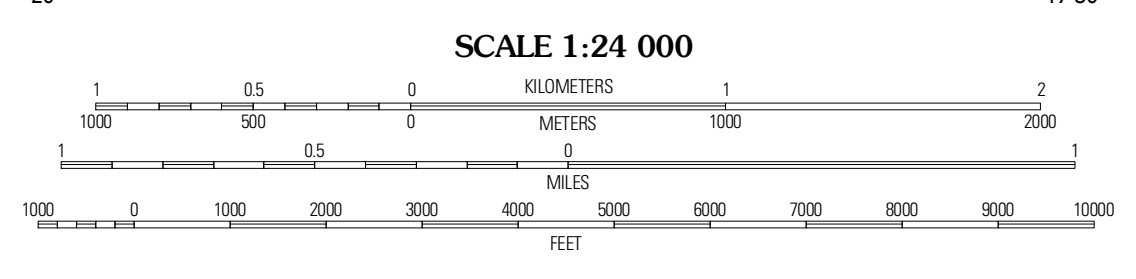 SCALE 1:24 000
1 0.5 0 KILOMETERS 1 2
1000 500 0 METERS 1000 2000
1 0.5 0 1
MILES
1000 0 1000 2000 3000 4000 5000 6000 7000 8000 9000 10000
FEET